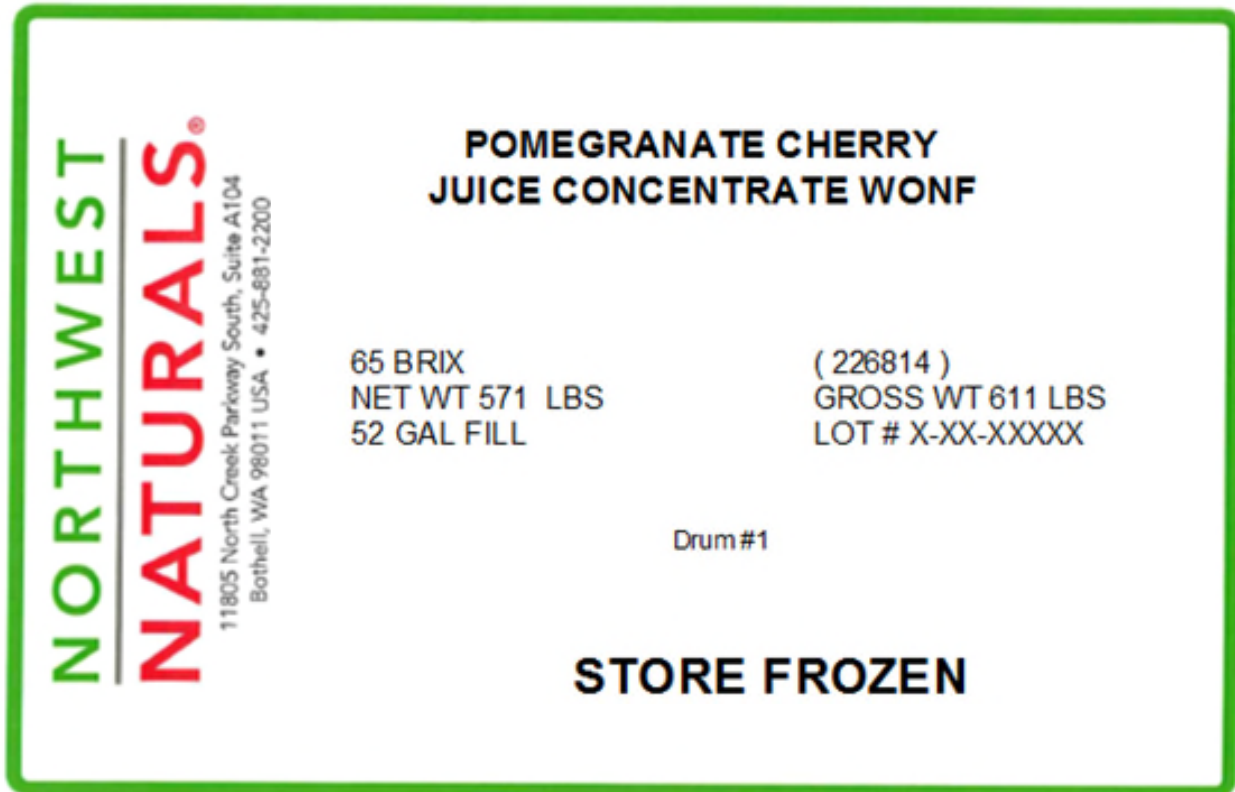 NORTHWEST
NATURALS®
11805 North Creek Parkway South, Suite A104
Bothell, WA 98011 USA • 425-881-2200
POMEGRANATE CHERRY
JUICE CONCENTRATE WONF
65 BRIX
NET WT 571 LBS
52 GAL FILL
( 226814 )
GROSS WT 611 LBS
LOT # X-XX-XXXXX
Drum #1
STORE FROZEN